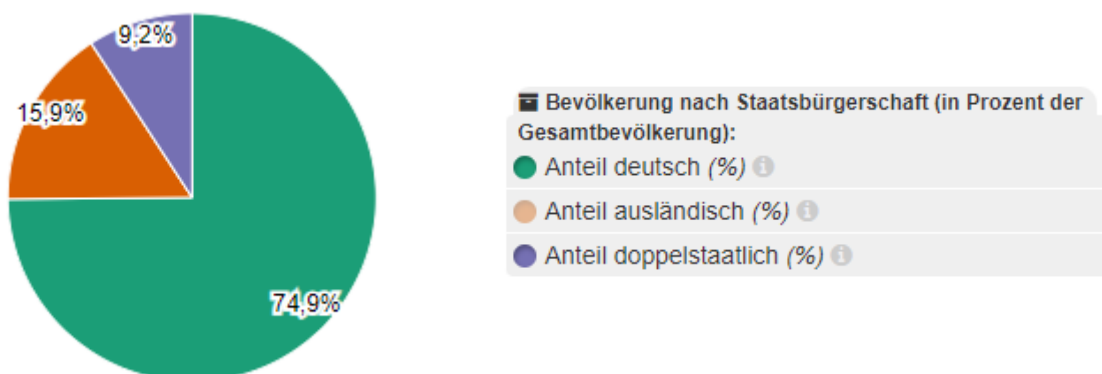 9,2%
15,9%
74,9%
Bevölkerung nach Staatsbürgerschaft (in Prozent der
Gesamtbevölkerung):
Anteil deutsch (%)
Anteil ausländisch (%)
Anteil doppelstaatlich (%)